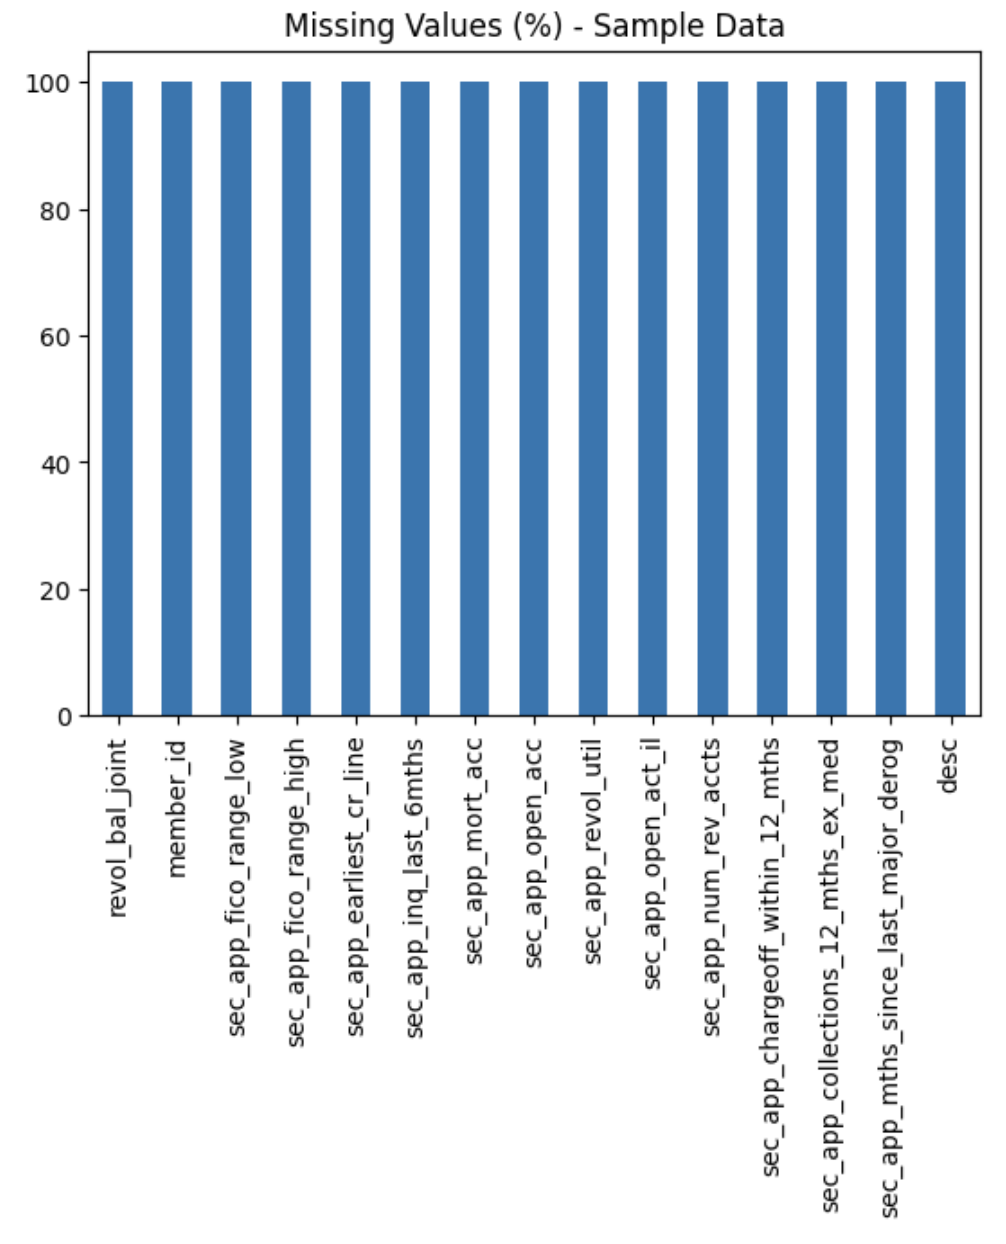 Missing Values (%) - Sample Data
100
80
60
40
20
0
revol_bal_joint
member_id
sec_app_fico_range_low
sec_app_fico_range_high
sec_app_earliest_cr_line
sec_app_inq_last_6mths
sec_app_mort_acc
sec_app_open_acc
sec_app_revol_util
sec_app_open_act_il
sec_app_num_rev_accts
sec_app_chargeoff_within_12_mths
sec_app_collections_12_mths_ex_med
sec_app_mths_since_last_major_derog
desc